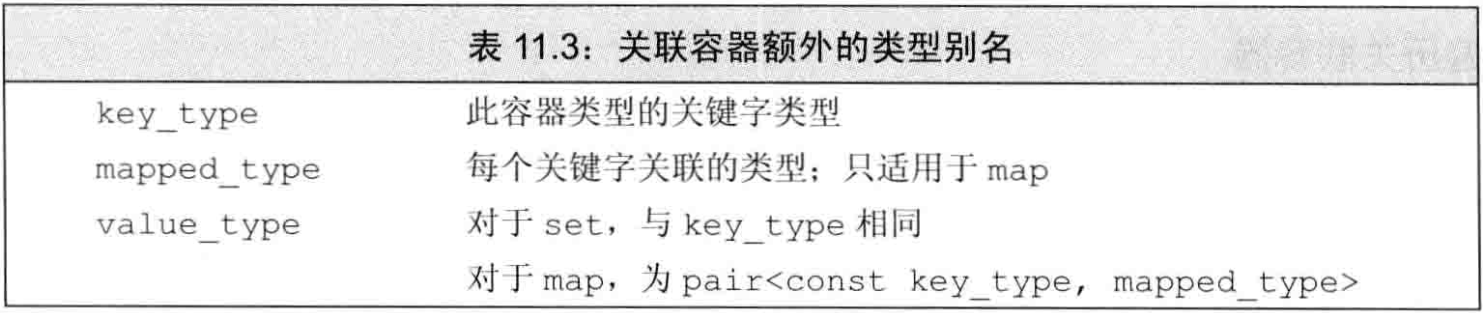 表 11.3：关联容器额外的类型别名
key_type 此容器类型的关键字类型
mapped_type 每个关键字关联的类型；只适用于 map
value_type 对于 set，与 key_type 相同
对于 map，为 pair<const key_type, mapped_type>